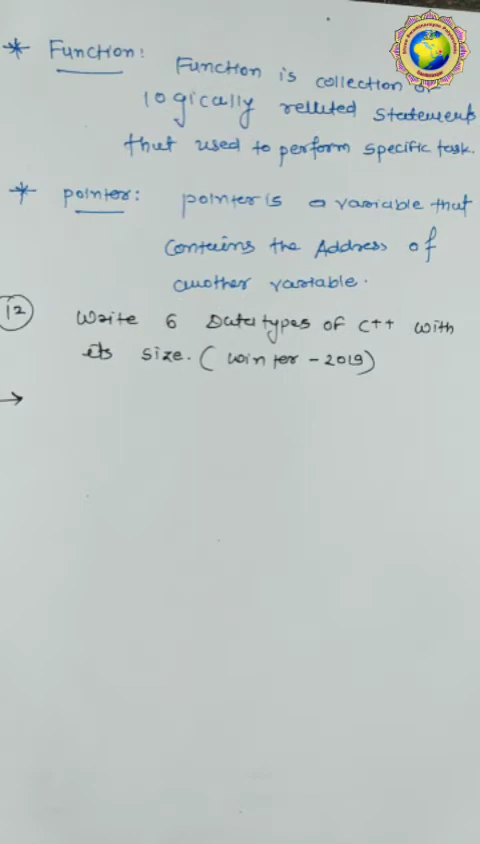 * Function: Function is collection of
logically rellited statements
that used to perform specific task.
* pointer: pointer is a variable that
contains the Address of
another variable.
12 Write 6 Data types of C++ with
its size. (winter - 2019)
→